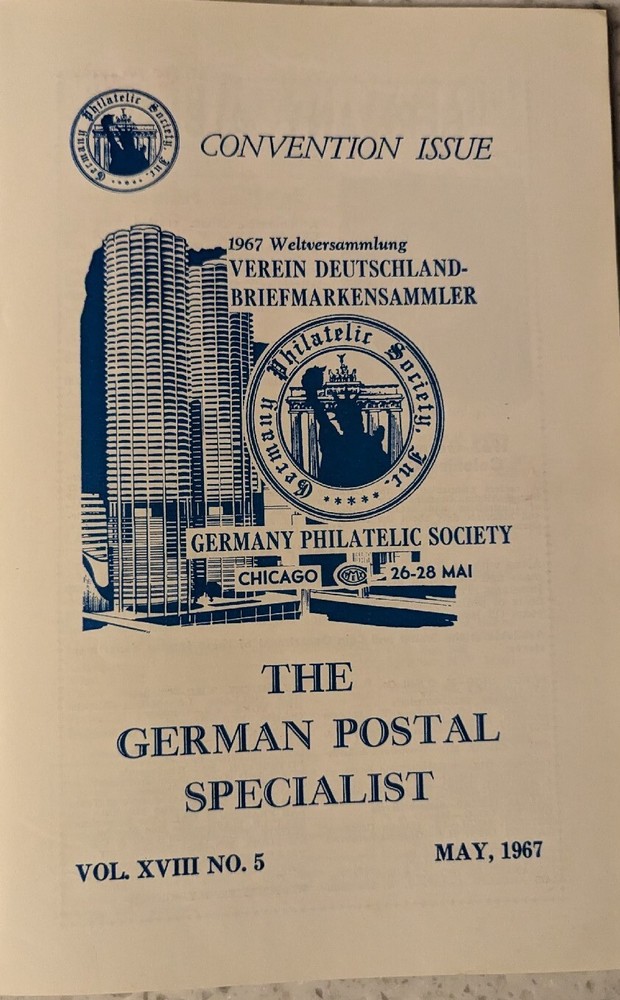 Germany Philatelic Society, Inc.
CONVENTION ISSUE
1967 Weltversammlung
VEREIN DEUTSCHLAND-
BRIEFMARKENSAMMLER
Germany Philatelic Society, Inc.
GERMANY PHILATELIC SOCIETY
CHICAGO 26-28 MAI
THE
GERMAN POSTAL
SPECIALIST
VOL. XVIII NO. 5
MAY, 1967